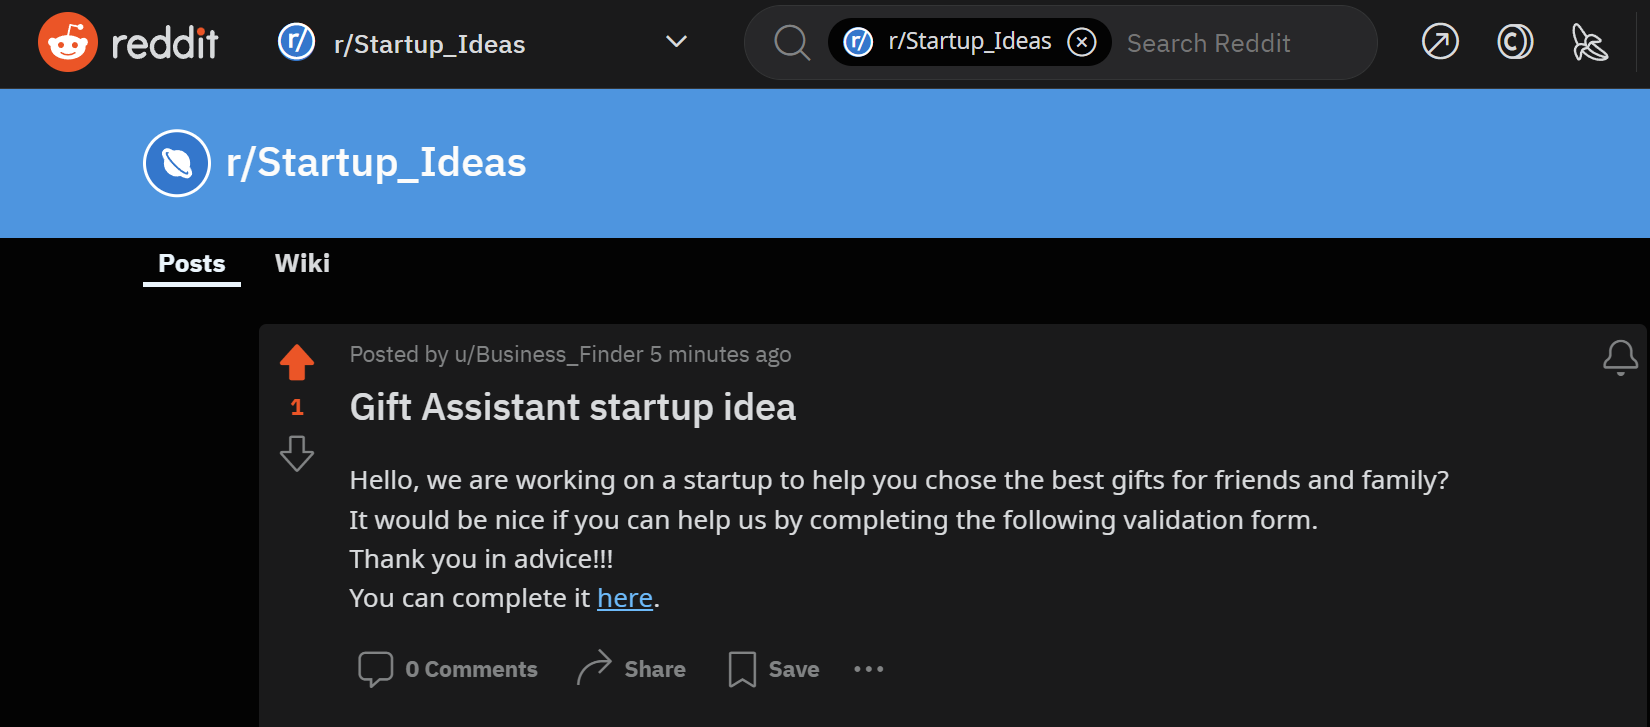 reddit r/Startup_Ideas r/ r/Startup_Ideas Search Reddit
r/Startup_Ideas
Posts Wiki
Posted by u/Business_Finder 5 minutes ago
1
Gift Assistant startup idea
Hello, we are working on a startup to help you chose the best gifts for friends and family?
It would be nice if you can help us by completing the following validation form.
Thank you in advice!!!
You can complete it here.
0 Comments Share Save